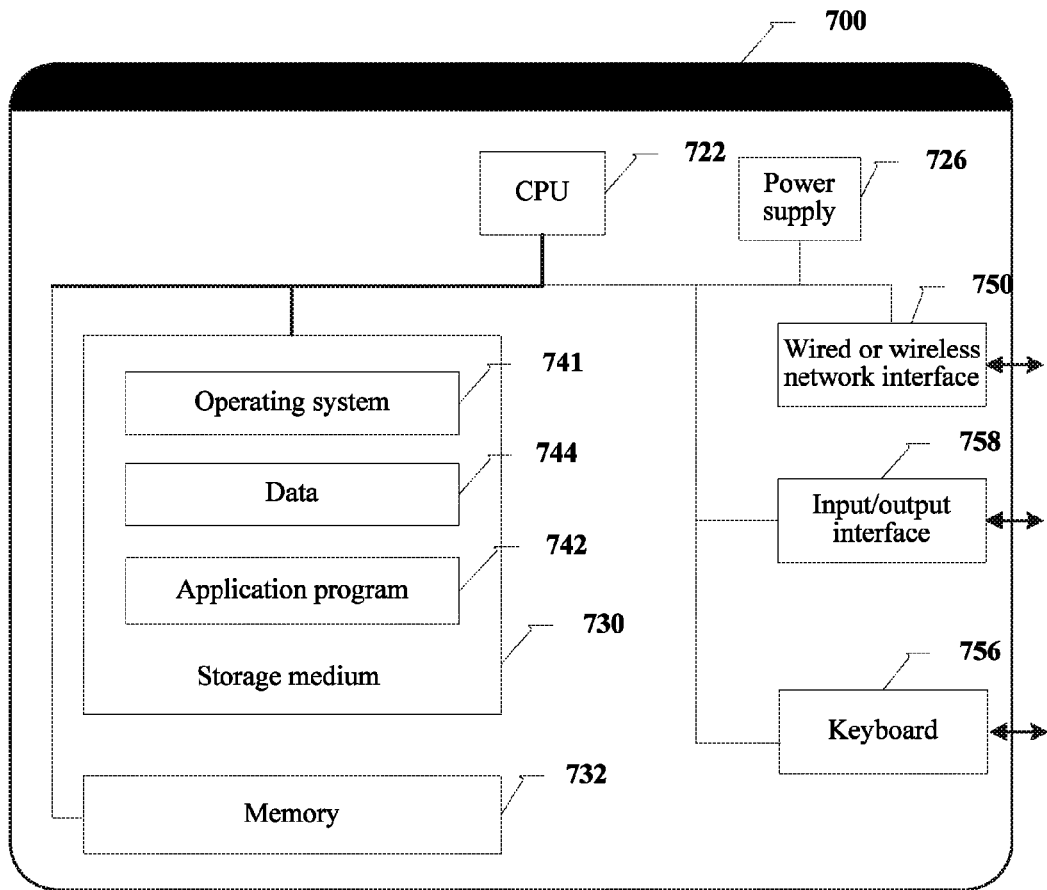 700
CPU
722
Power
supply
726
750
Wired or wireless
network interface
741
Operating system
744
Data
758
Input/output
interface
742
Application program
730
Storage medium
756
Keyboard
732
Memory